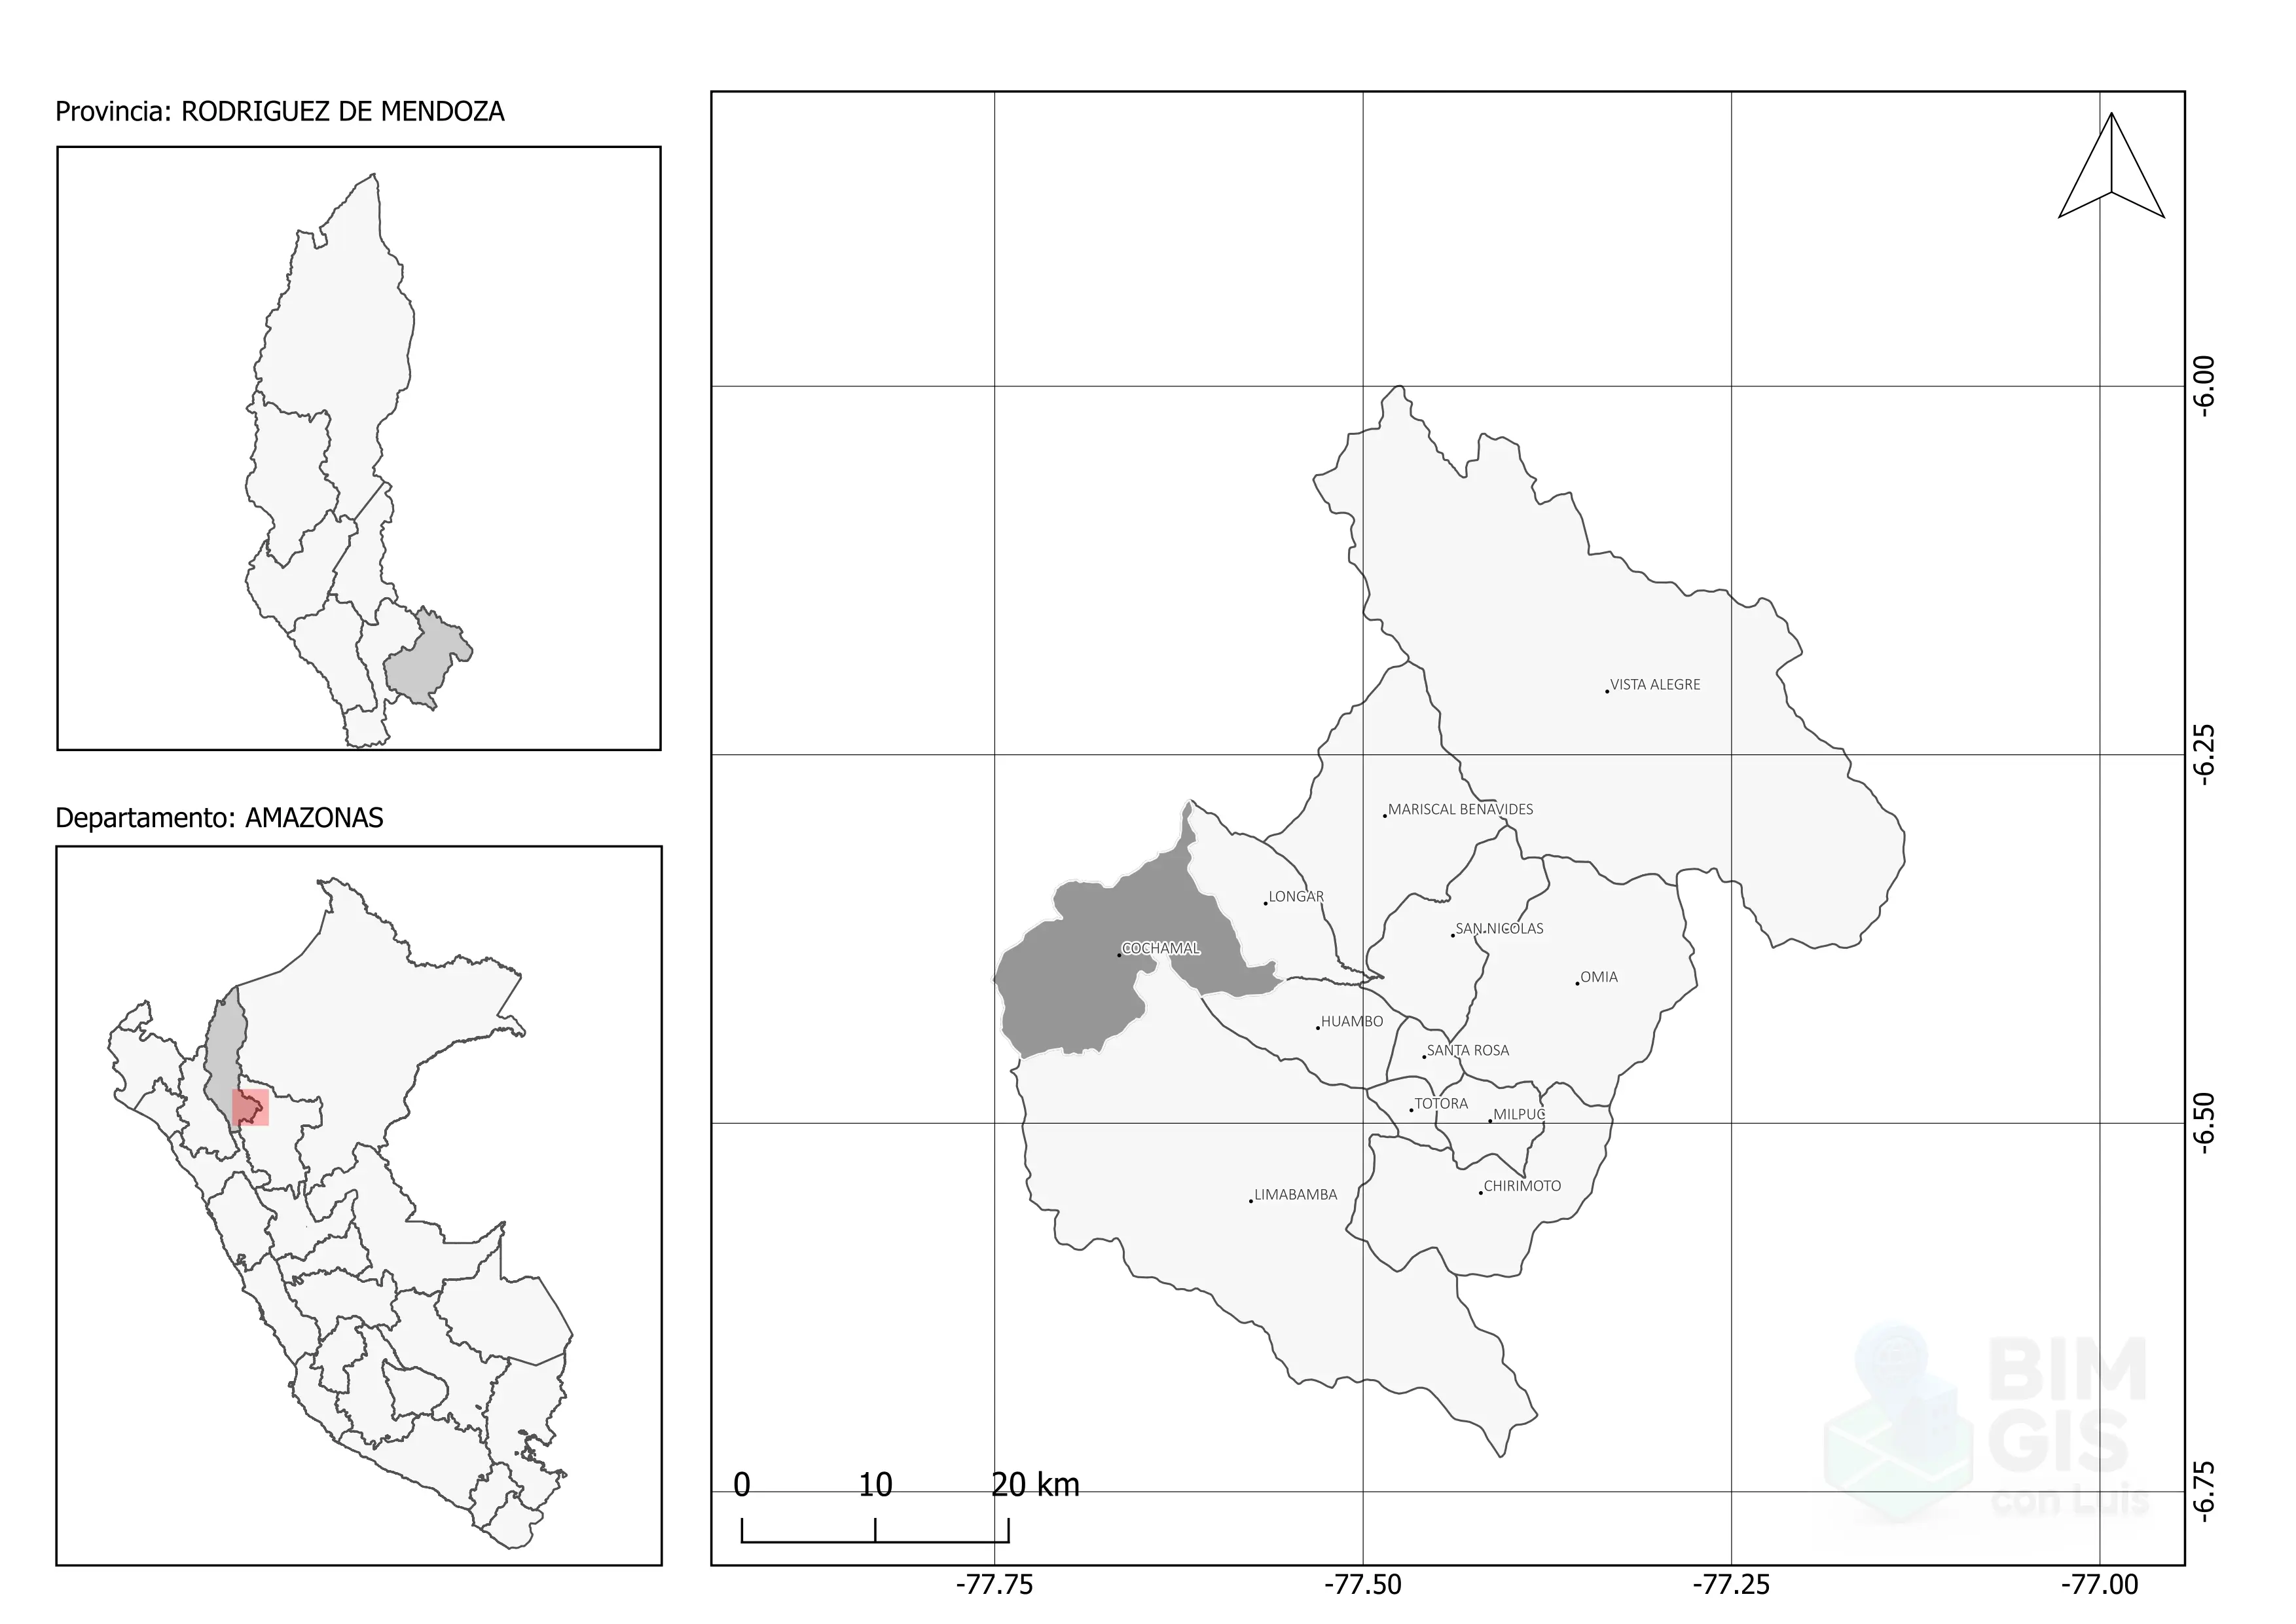 Provincia: RODRIGUEZ DE MENDOZA
Departamento: AMAZONAS
VISTA ALEGRE
MARISCAL BENAVIDES
LONGAR
SAN NICOLAS
COCHAMAL
OMIA
HUAMBO
SANTA ROSA
TOTORA
MILPUC
CHIRIMOTO
LIMABAMBA
-6.00
-6.25
-6.50
-6.75
0 10 20 km
-77.75 -77.50 -77.25 -77.00
BIM
GIS
con Luis